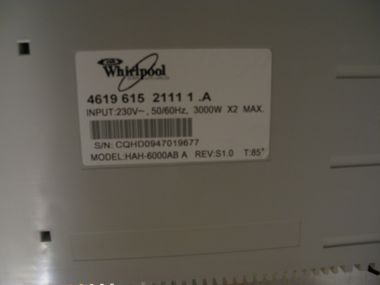 Whirlpool
4619 615 2111 1 .A
INPUT:230V~, 50/60Hz, 3000W X2 MAX.
S/N: CQHD0947019677
MODEL:HAH-6000AB A REV:S1.0 T:85°